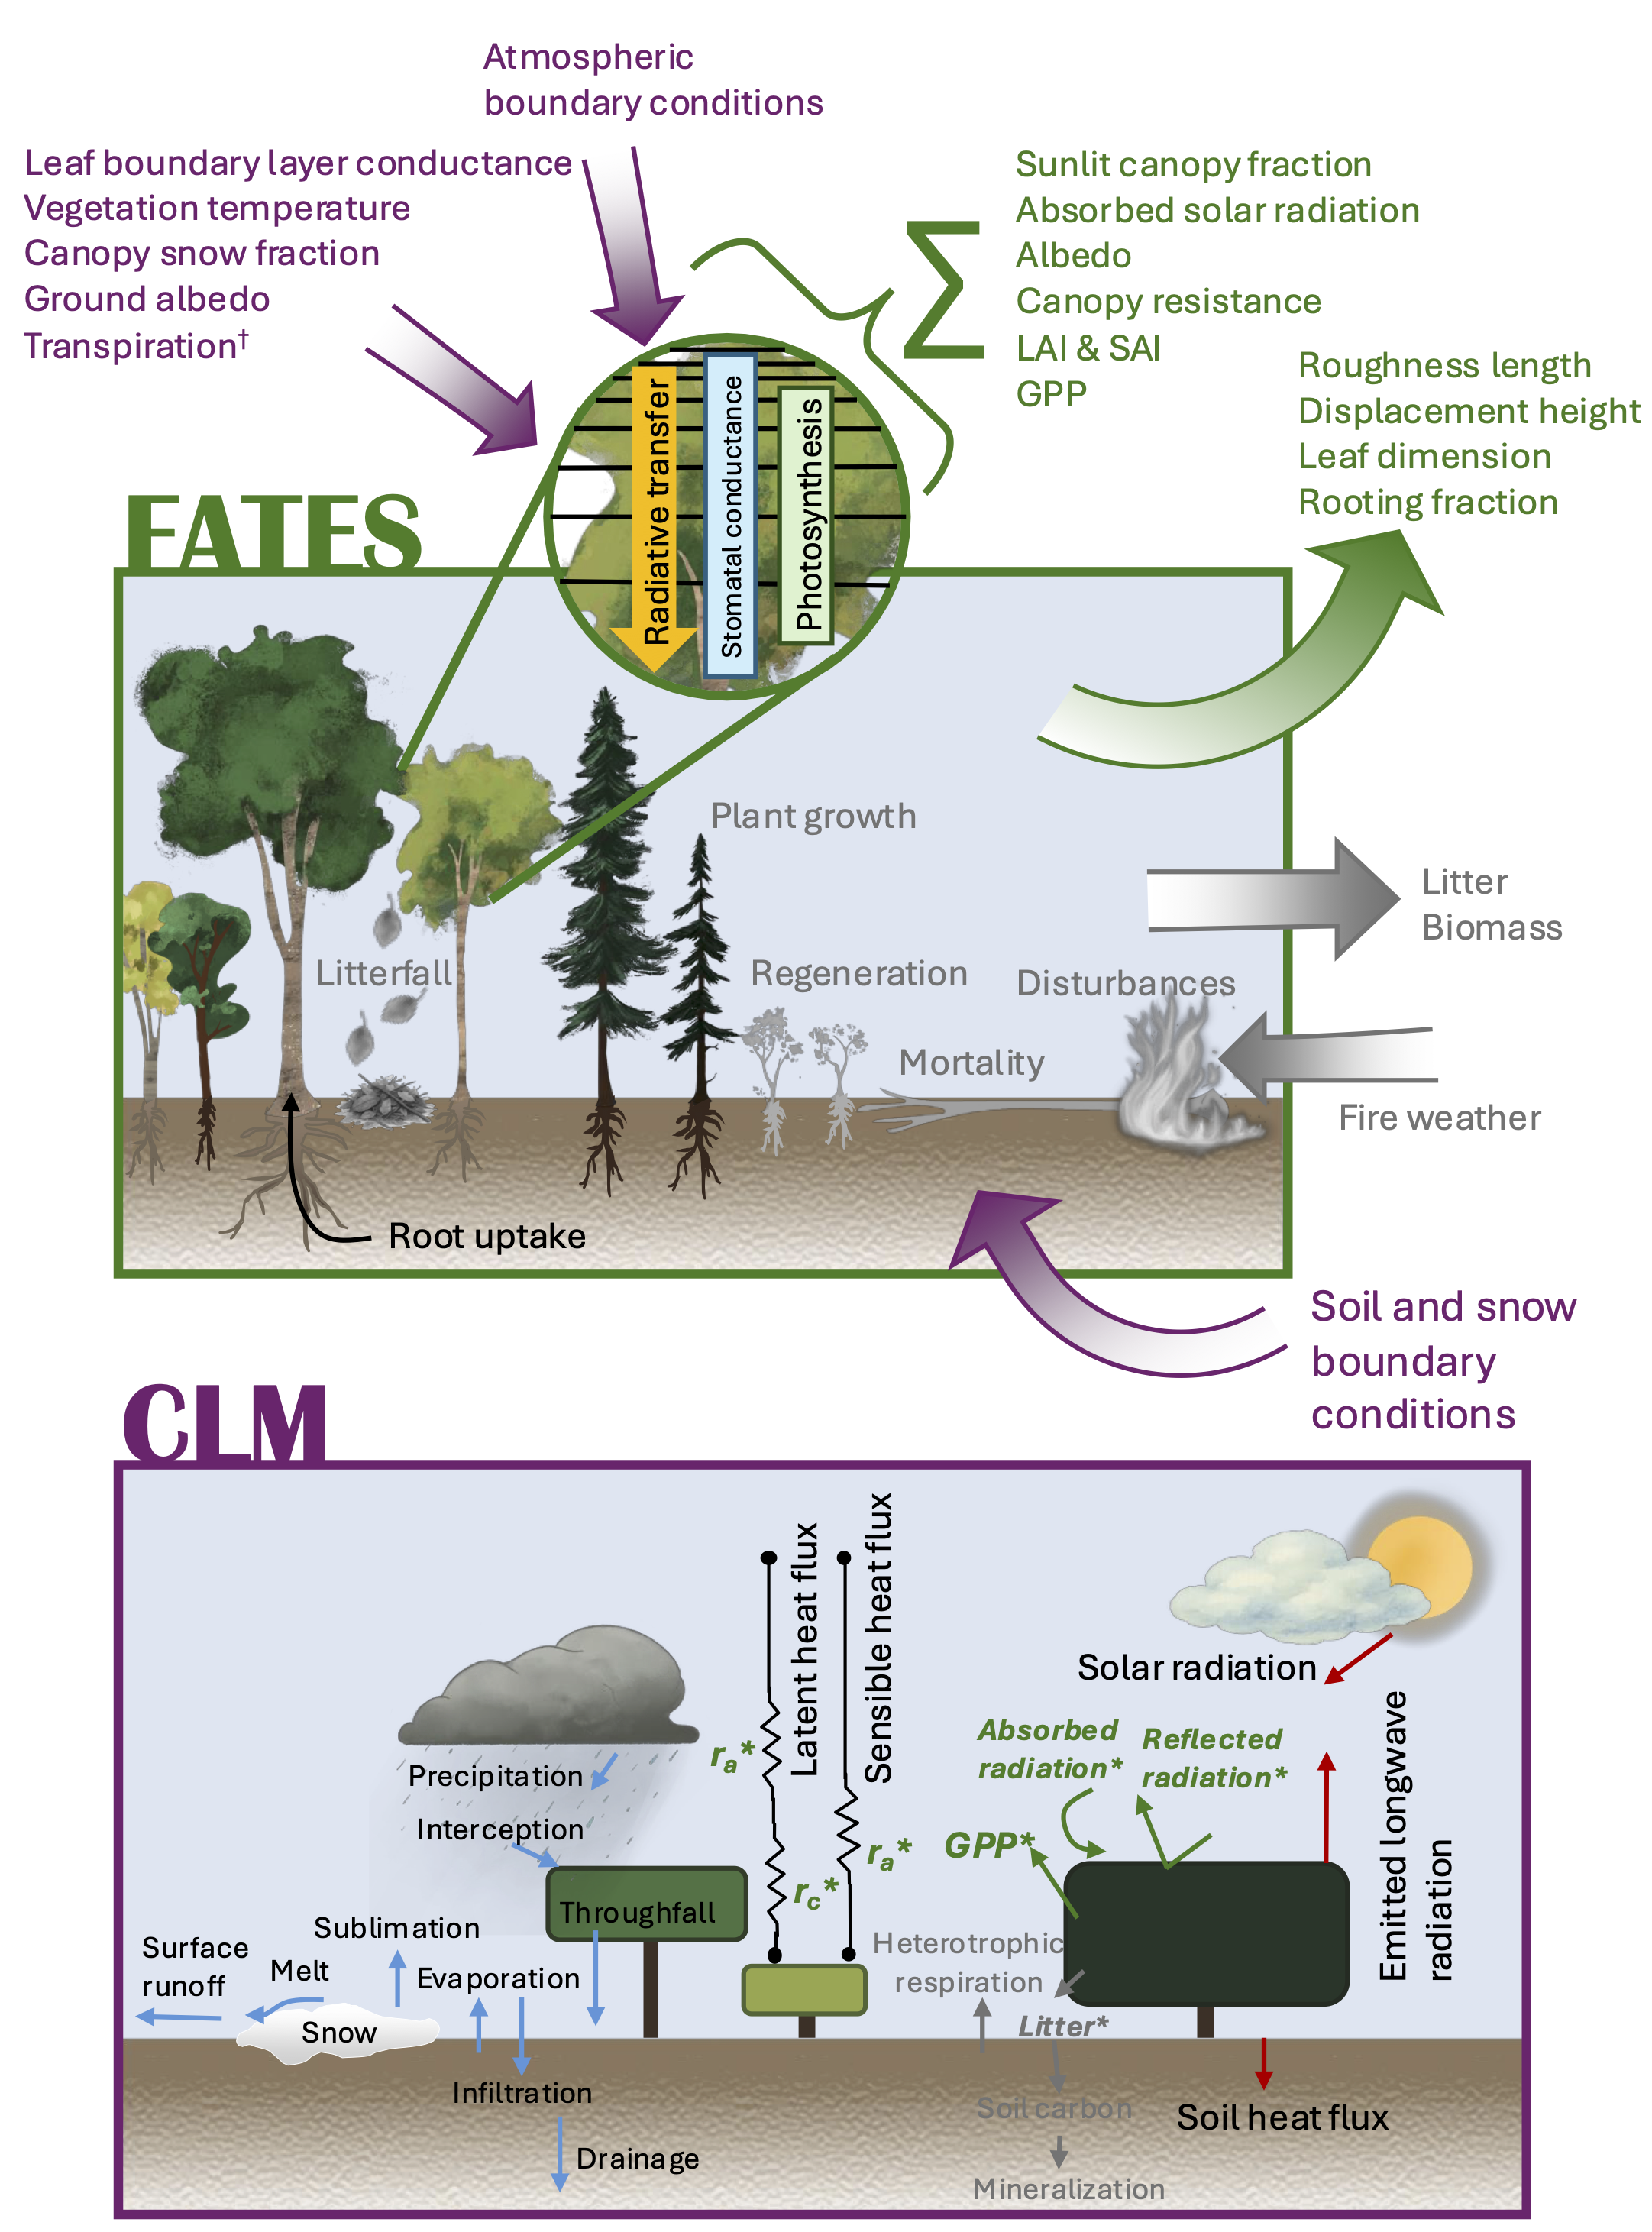 Atmospheric
boundary conditions
Leaf boundary layer conductance
Vegetation temperature
Canopy snow fraction
Ground albedo
Transpiration†
∑
Sunlit canopy fraction
Absorbed solar radiation
Albedo
Canopy resistance
LAI & SAI
GPP
Roughness length
Displacement height
Leaf dimension
Rooting fraction
FATES
Radiative transfer
Stomatal conductance
Photosynthesis
Plant growth
Litter
Biomass
Litterfall
Regeneration
Disturbances
Mortality
Fire weather
Root uptake
Soil and snow
boundary
conditions
CLM
Latent heat flux
Sensible heat flux
Solar radiation
Precipitation
Interception
Throughfall
ra*
rc*
ra*
Absorbed
radiation*
Reflected
radiation*
GPP*
Emitted longwave
radiation
Surface
runoff
Melt
Sublimation
Evaporation
Snow
Heterotrophic
respiration
Litter*
Infiltration
Drainage
Soil carbon
Mineralization
Soil heat flux